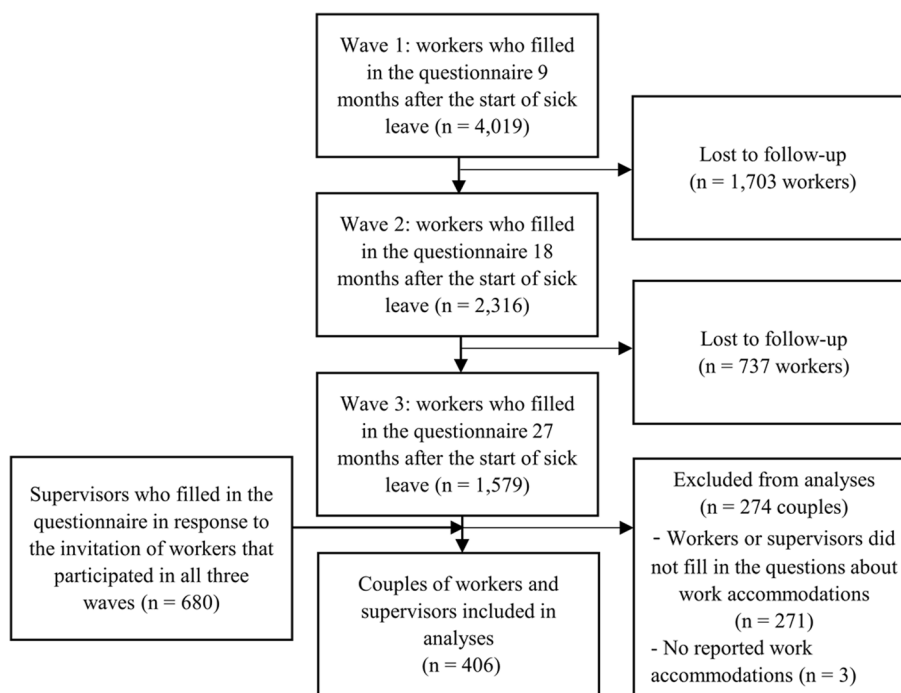 Wave 1: workers who filled
in the questionnaire 9
months after the start of sick
leave (n = 4,019)
Lost to follow-up
(n = 1,703 workers)
Wave 2: workers who filled
in the questionnaire 18
months after the start of sick
leave (n = 2,316)
Lost to follow-up
(n = 737 workers)
Wave 3: workers who filled
in the questionnaire 27
months after the start of sick
leave (n = 1,579)
Supervisors who filled in the
questionnaire in response to
the invitation of workers that
participated in all three
waves (n = 680)
Excluded from analyses
(n = 274 couples)
- Workers or supervisors did
not fill in the questions about
work accommodations
(n = 271)
- No reported work
accommodations (n = 3)
Couples of workers and
supervisors included in
analyses
(n = 406)